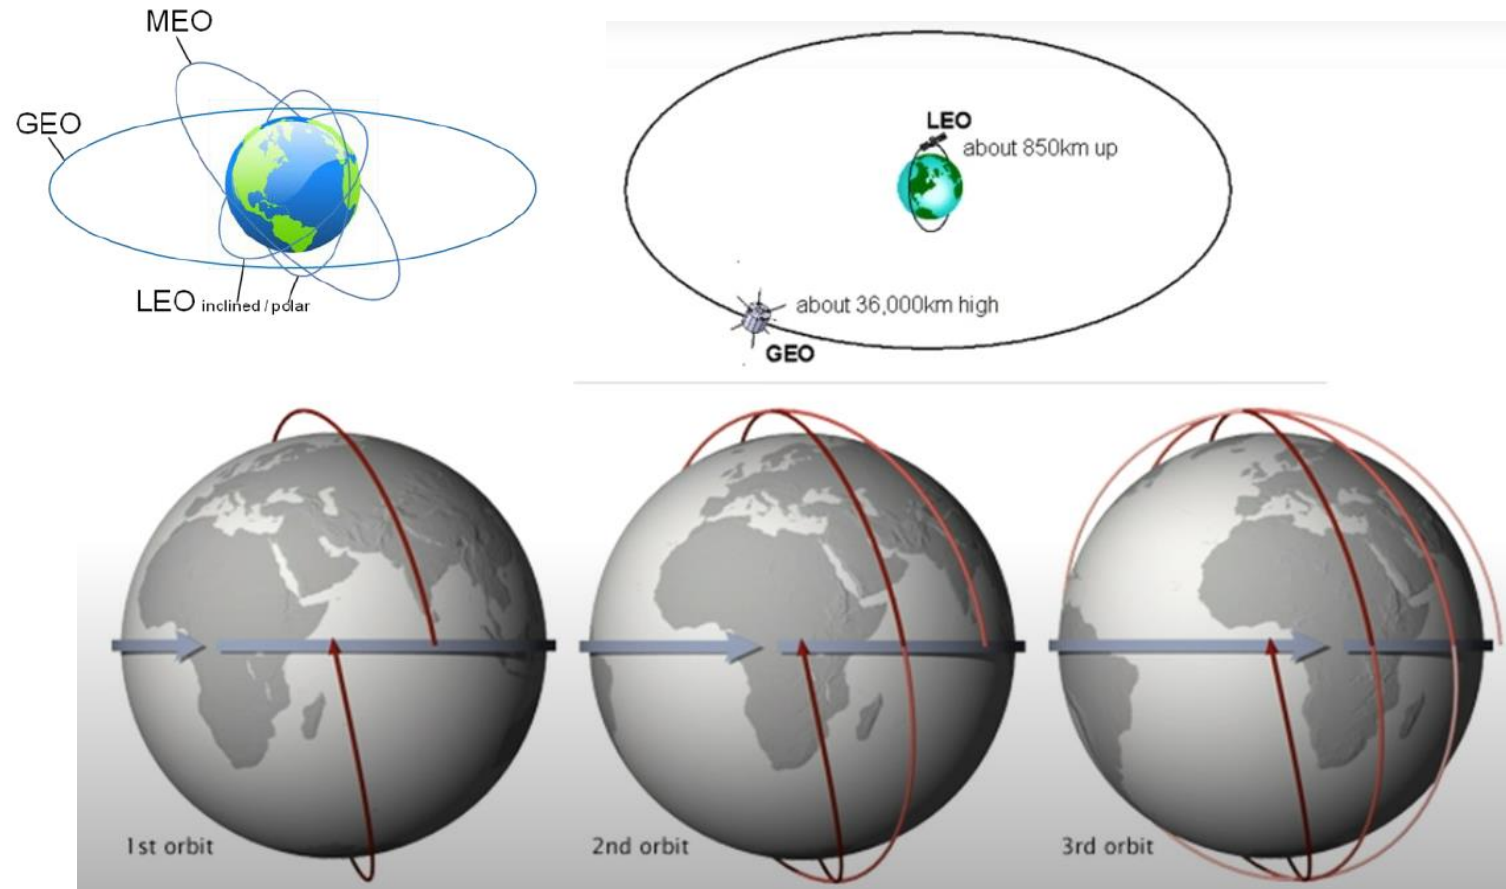 MEO
GEO
LEO inclined / polar
LEO
about 850km up
about 36,000km high
GEO
1st orbit
2nd orbit
3rd orbit